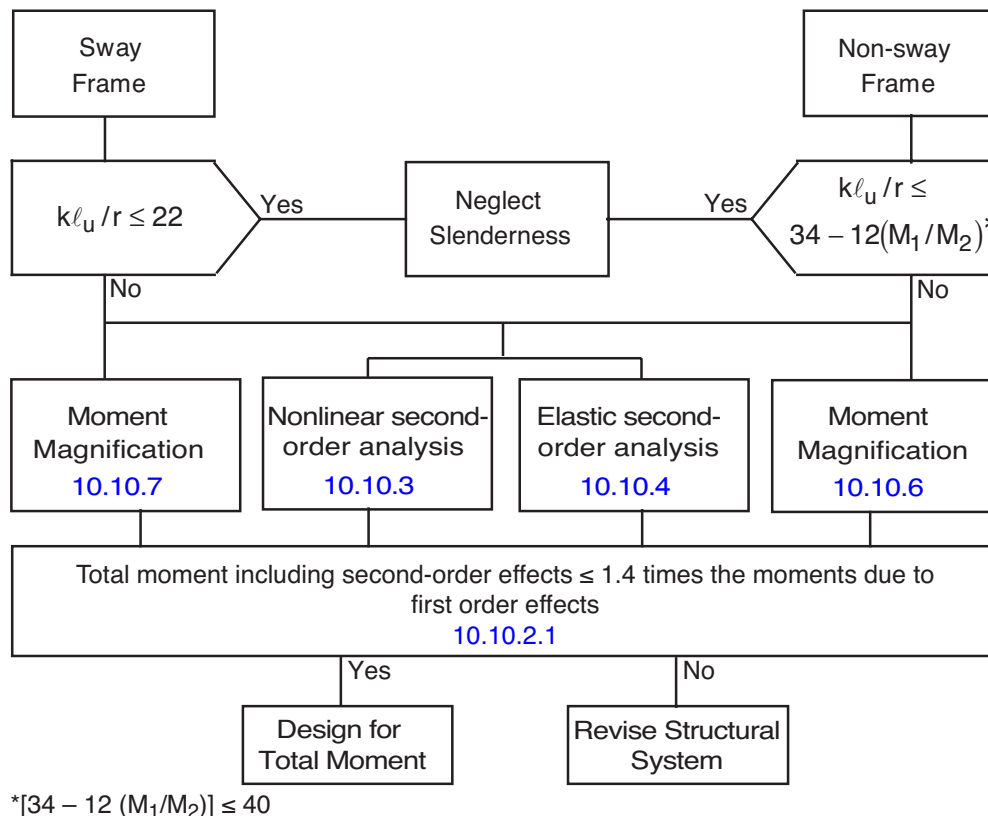 Sway
Frame
Non-sway
Frame
kℓu/r ≤ 22
Yes
Neglect
Slenderness
Yes
kℓu/r ≤
34 – 12(M1/M2)*
No
No
Moment
Magnification
10.10.7
Nonlinear second-
order analysis
10.10.3
Elastic second-
order analysis
10.10.4
Moment
Magnification
10.10.6
Total moment including second-order effects ≤ 1.4 times the moments due to
first order effects
10.10.2.1
Yes
No
Design for
Total Moment
Revise Structural
System
*[34 – 12 (M1/M2)] ≤ 40